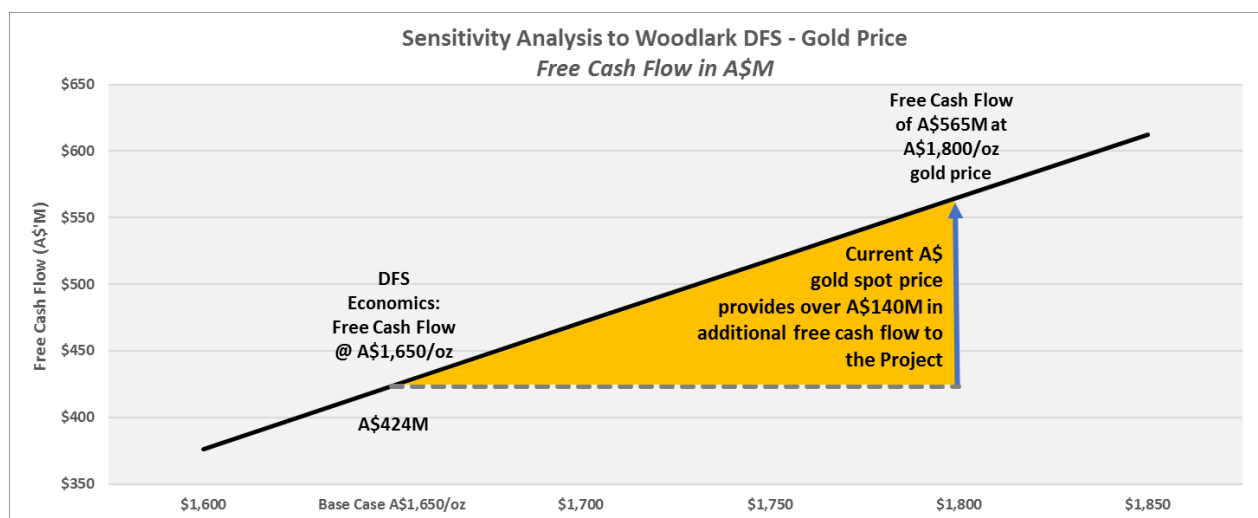 Sensitivity Analysis to Woodlark DFS - Gold Price
Free Cash Flow in A$M
Free Cash Flow (A$'M)
$650
$600
$550
$500
$450
$400
$350
DFS
Economics:
Free Cash Flow
@ A$1,650/oz
A$424M
Free Cash Flow
of A$565M at
A$1,800/oz
gold price
Current A$
gold spot price
provides over A$140M in
additional free cash flow to
the Project
$1,600
Base Case A$1,650/oz
$1,700
$1,750
$1,800
$1,850